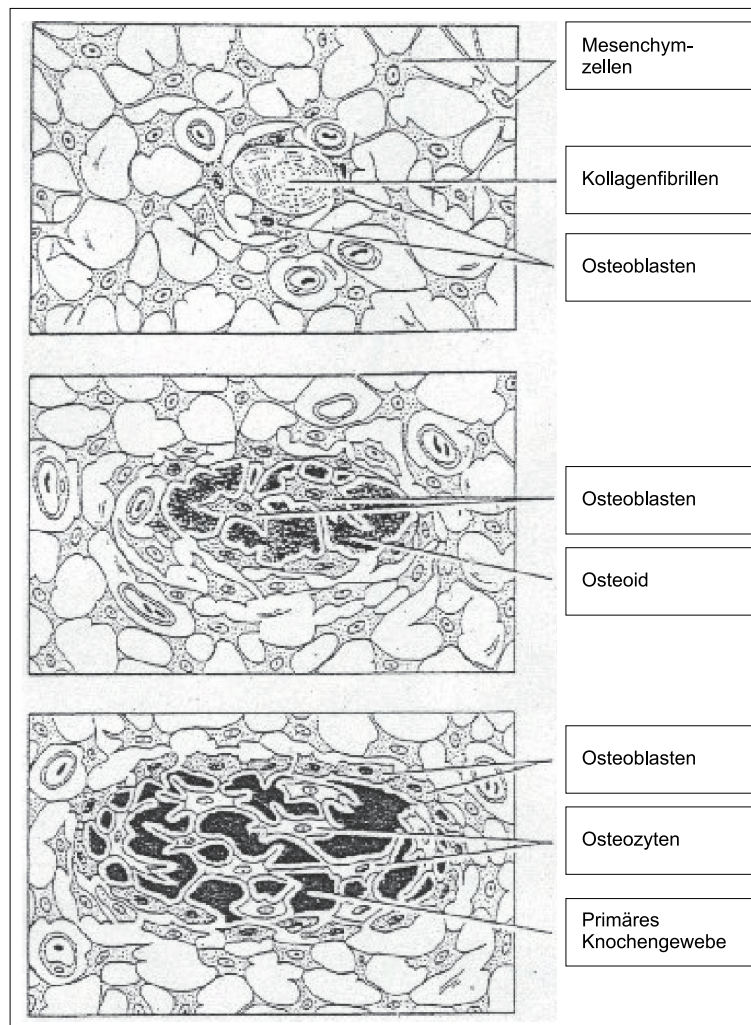 Mesenchym-
zellen
Kollagenfibrillen
Osteoblasten
Osteoblasten
Osteoid
Osteoblasten
Osteozyten
Primäres
Knochengewebe